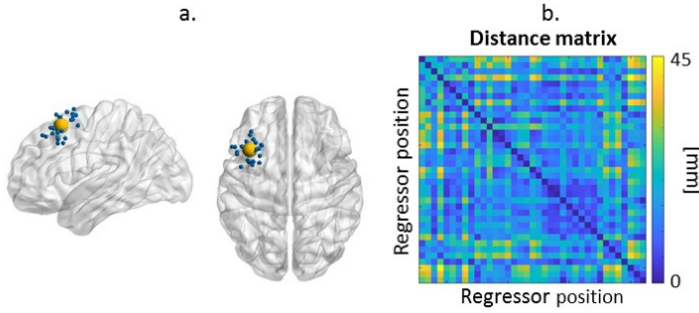 a.
b.
Distance matrix
Regressor position
45
[mm]
0
Regressor position